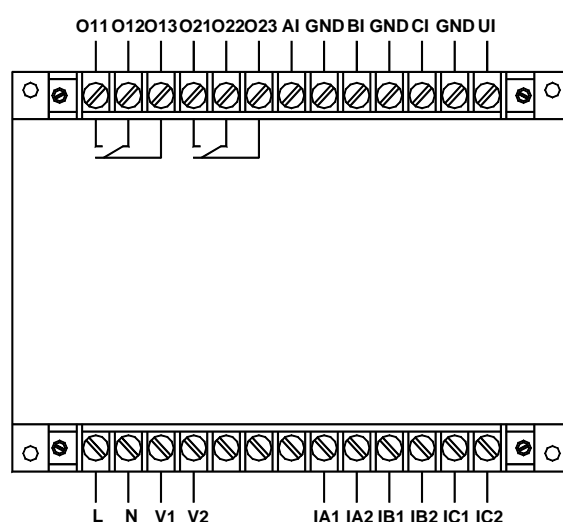 O11 O12 O13 O21 O22 O23 AI GND BI GND CI GND UI
L N V1 V2 IA1 IA2 IB1 IB2 IC1 IC2